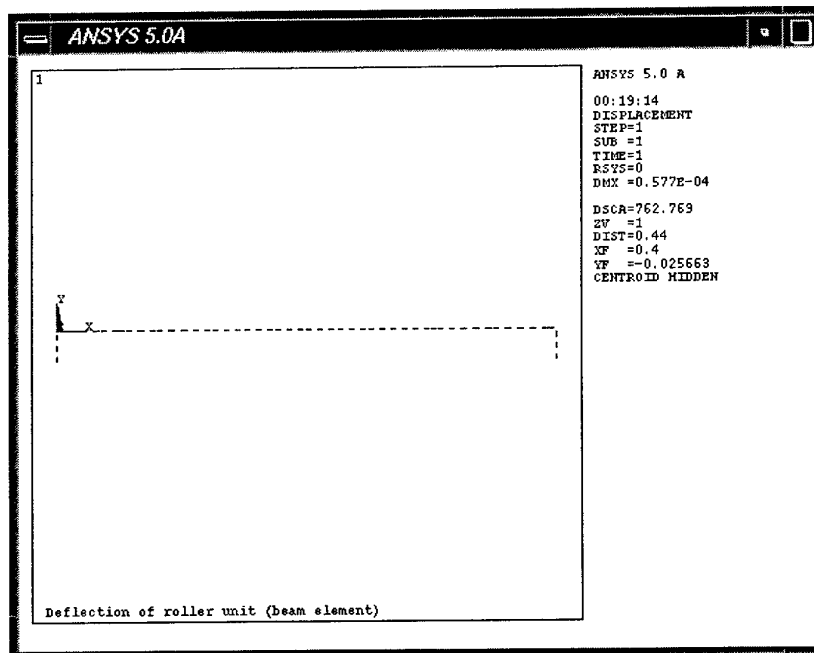 ANSYS 5.0A
1
ANSYS 5.0 A
00:19:14
DISPLACEMENT
STEP=1
SUB =1
TIME=1
RSYS=0
DMX =0.577E-04
DSCA=762.769
ZV =1
DIST=0.44
XF =0.4
YF =-0.025663
CENTROID HIDDEN
Y
X
Deflection of roller unit (beam element)